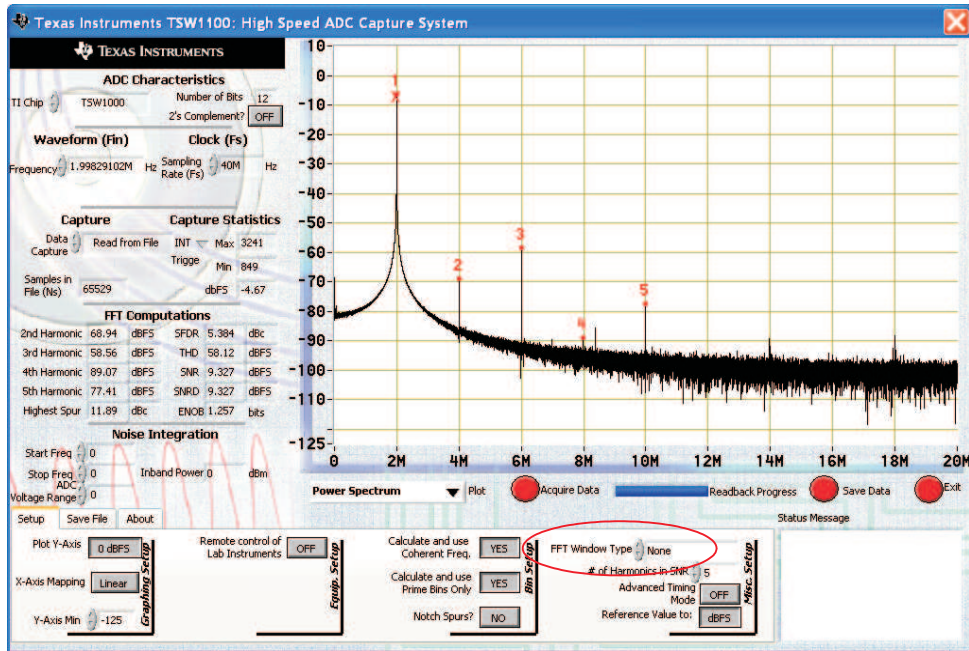 Texas Instruments TSW1100: High Speed ADC Capture System
TEXAS INSTRUMENTS
ADC Characteristics
TI Chip TSW1000 Number of Bits 12
2's Complement? OFF
Waveform (Fin) Clock (Fs)
Frequency 1.99829102M Hz Sampling Rate (Fs) 40M Hz
Capture Capture Statistics
Data Capture Read from File INT Max 3241
Trigge Min 849
Samples in File (Ns) 65529 dbFS -4.67
FFT Computations
2nd Harmonic 68.94 dBFS SFDR 5.384 dBc
3rd Harmonic 58.56 dBFS THD 58.12 dBFS
4th Harmonic 89.07 dBFS SNR 9.327 dBFS
5th Harmonic 77.41 dBFS SNRD 9.327 dBFS
Highest Spur 11.89 dBc ENOB 1.257 bits
Noise Integration
Start Freq 0
Stop Freq 0 Inband Power 0 dBm
ADC Voltage Range 0
10
0
-10
-20
-30
-40
-50
-60
-70
-80
-90
-100
-110
-125
1
X
2
3
4
5
0 2M 4M 6M 8M 10M 12M 14M 16M 18M 20M
Power Spectrum Plot Acquire Data Readback Progress Save Data Exit
Setup Save File About
Status Message
Plot Y-Axis 0 dBFS
X-Axis Mapping Linear
Y-Axis Min -125
Graphing Setup
Remote control of Lab Instruments OFF
Equip. Setup
Calculate and use Coherent Freq. YES
Calculate and use Prime Bins Only YES
Notch Spurs? NO
Bin Setup
FFT Window Type None
# of Harmonics in SNR 5
Advanced Timing Mode OFF
Reference Value to: dBFS
Misc. Setup